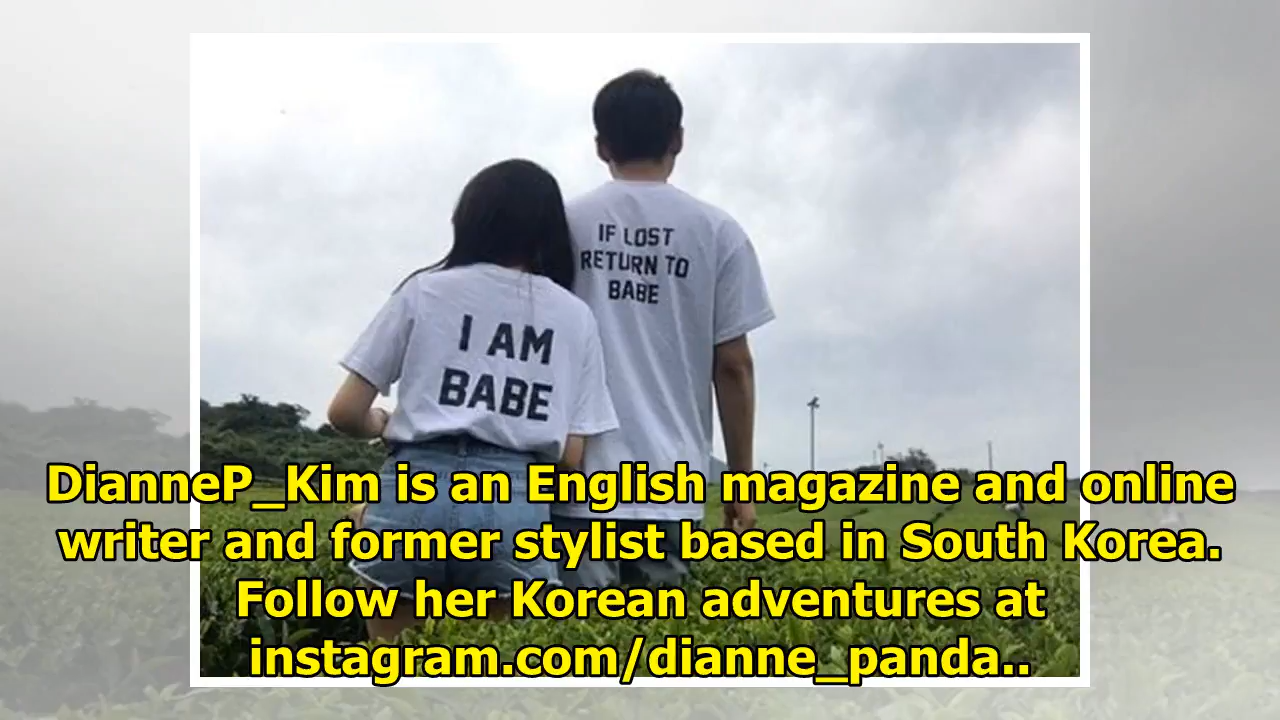 IF LOST
RETURN TO
BABE
I AM
BABE
DianneP_Kim is an English magazine and online
writer and former stylist based in South Korea.
Follow her Korean adventures at
instagram.com/dianne_panda..